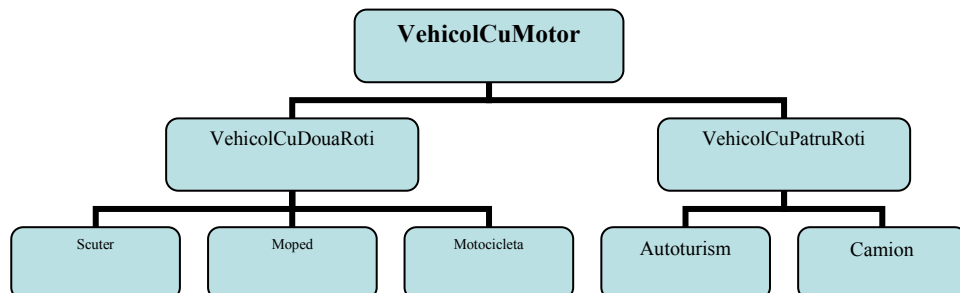 VehicolCuMotor
VehicolCuDouaRoti
VehicolCuPatruRoti
Scuter
Moped
Motocicleta
Autoturism
Camion